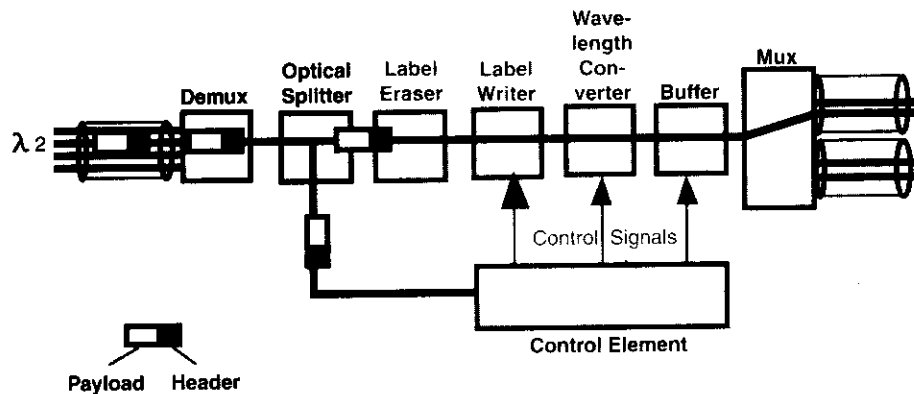 Wave-
length
Con-
verter
Mux
Optical
Splitter
Label
Eraser
Label
Writer
Demux
Buffer
λ 2
Control Signals
Control Element
Payload
Header